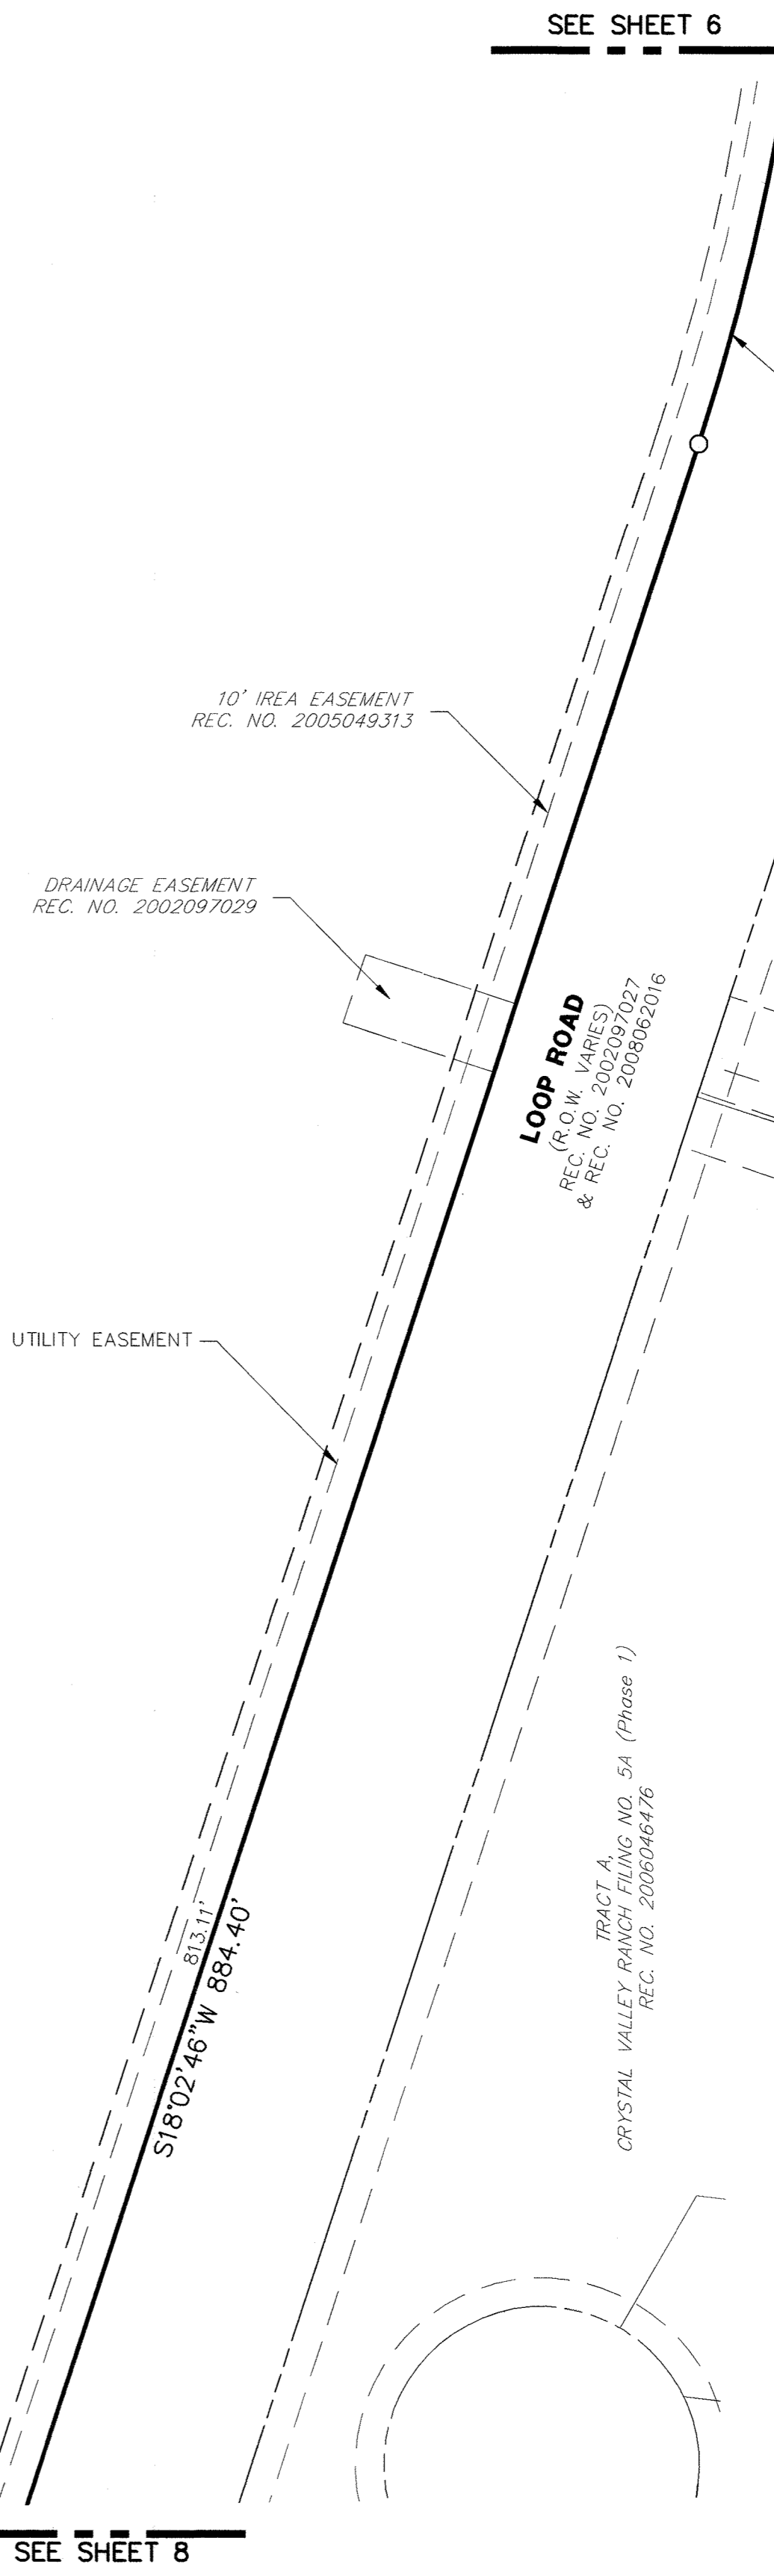 SEE SHEET 6
10' IREA EASEMENT
REC. NO. 2005049313
DRAINAGE EASEMENT
REC. NO. 2002097029
LOOP ROAD
(R.O.W. VARIES)
REC. NO. 2002097027
& REC. NO. 2008062016
UTILITY EASEMENT
TRACT A,
CRYSTAL VALLEY RANCH FILING NO. 5A (Phase 1)
REC. NO. 2006046476
813.11'
S18°02'46"W 884.40'
SEE SHEET 8